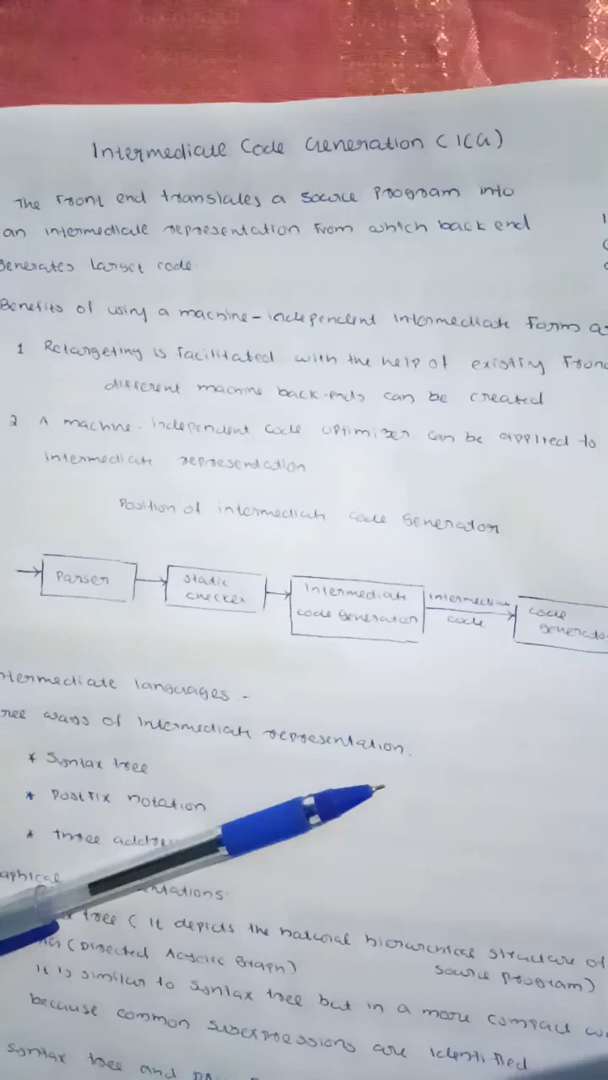 Intermediate Code Generation (ICG)
The Front end translates a source program into
an intermediate representation from which back end
generates target code.
Benefits of using a machine-independent intermediate form a
1 Retargeting is facilitated with the help of existing
different machine back-ends can be created
2 A machine-independent code optimizer can be applied to
intermediate representation
Position of intermediate code generator
Parser
static checker
Intermediate code generator
intermediate code
code
Intermediate languages -
ways of intermediate representation.
* Syntax tree
* Postfix notation
* three
tree ( it depicts the natural hierarchical structure of
source program)
(Directed Acyclic Graph)
it is similar to syntax tree but in a more compact
because common subexpressions are identified
syntax tree and